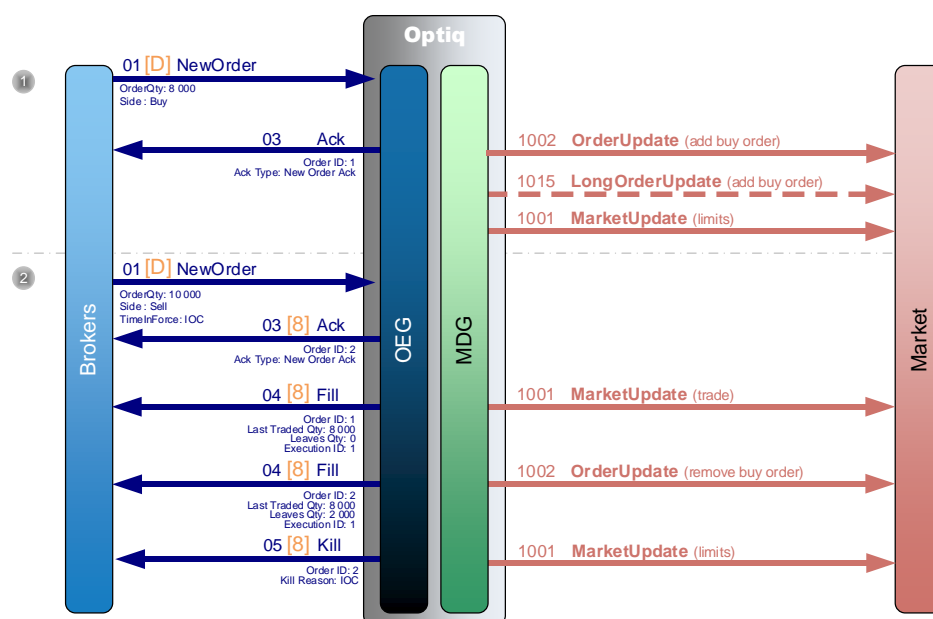 Optiq
1
01 [D] NewOrder
OrderQty: 8 000
Side : Buy
03 Ack
Order ID: 1
Ack Type: New Order Ack
1002 OrderUpdate (add buy order)
1015 LongOrderUpdate (add buy order)
1001 MarketUpdate (limits)
2
01 [D] NewOrder
OrderQty: 10 000
Side : Sell
TimeInForce: IOC
03 [8] Ack
Order ID: 2
Ack Type: New Order Ack
04 [8] Fill
Order ID: 1
Last Traded Qty: 8 000
Leaves Qty: 0
Execution ID: 1
1001 MarketUpdate (trade)
04 [8] Fill
Order ID: 2
Last Traded Qty: 8 000
Leaves Qty: 2 000
Execution ID: 1
1002 OrderUpdate (remove buy order)
05 [8] Kill
Order ID: 2
Kill Reason: IOC
1001 MarketUpdate (limits)
Brokers
OEG
MDG
Market